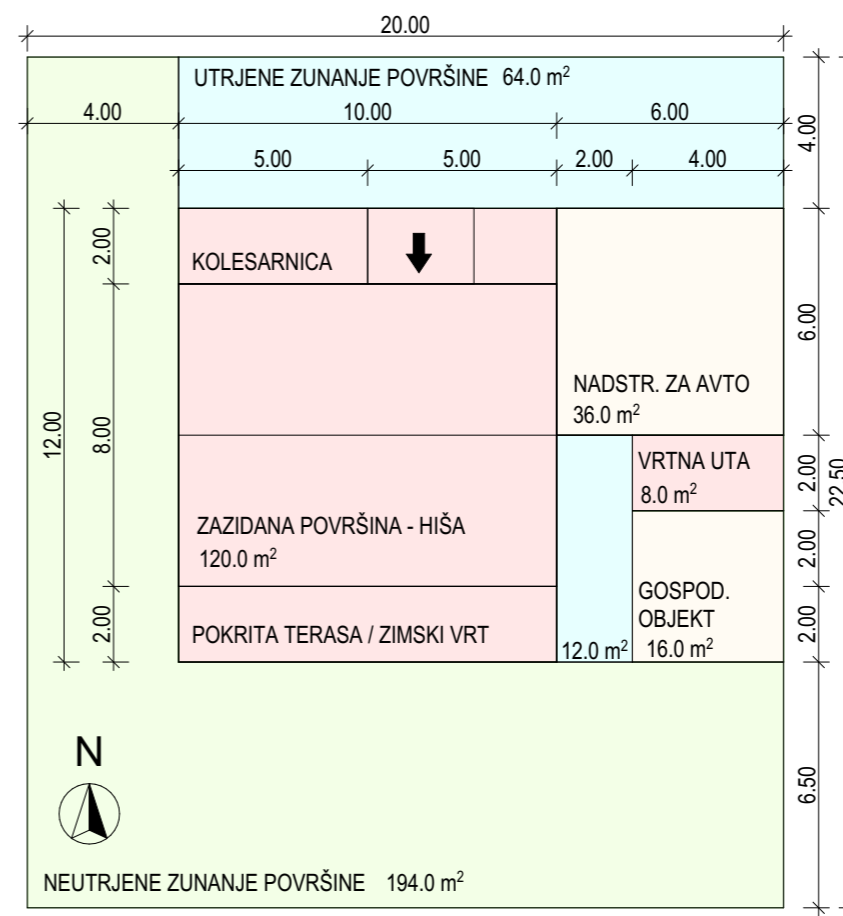 20.00
UTRJENE ZUNANJE POVRŠINE 64.0 m²
4.00
10.00
6.00
4.00
5.00
5.00
2.00
4.00
2.00
KOLESARNICA
6.00
NADSTR. ZA AVTO
36.0 m²
12.00
8.00
VRTNA UTA
8.0 m²
2.00
22.50
ZAZIDANA POVRŠINA - HIŠA
120.0 m²
2.00
GOSPOD.
OBJEKT
16.0 m²
2.00
POKRITA TERASA / ZIMSKI VRT
12.0 m²
2.00
N
6.50
NEUTRJENE ZUNANJE POVRŠINE 194.0 m²